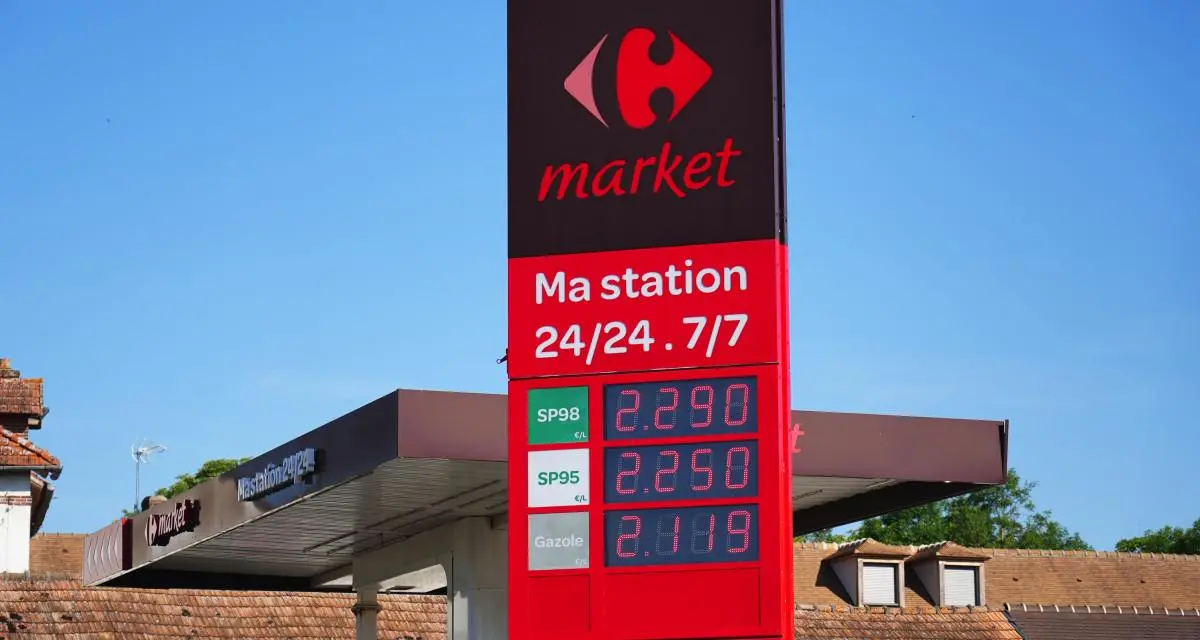 market
Ma station
24/24 . 7/7
SP98
€/L
2.290
SP95
€/L
2.250
Gazole
€/L
2.119
Ma station 24/24
market